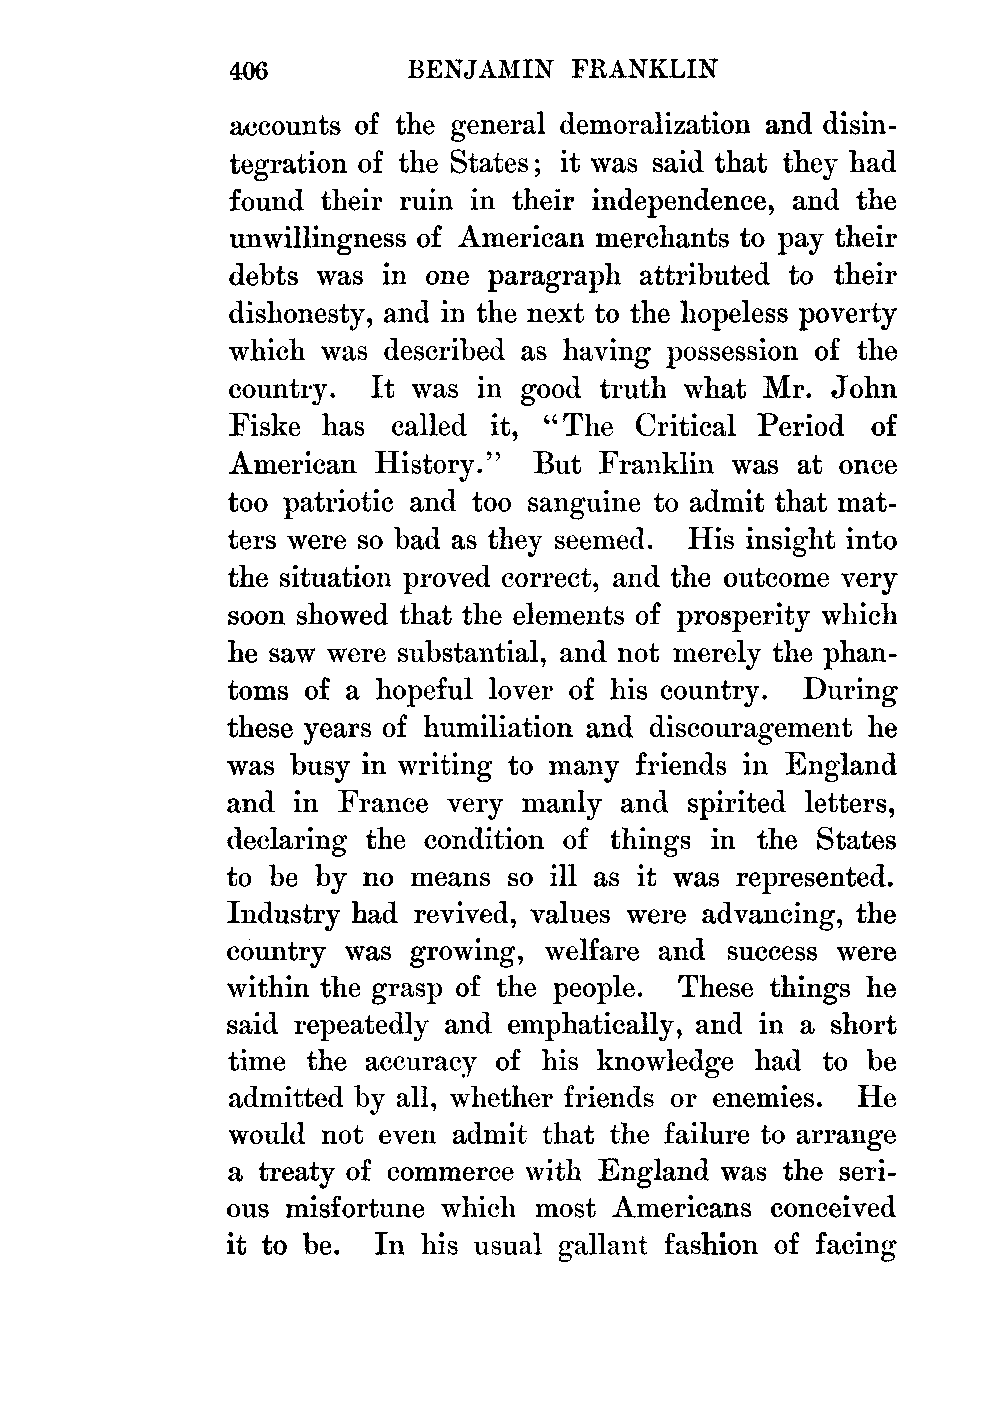 406 BENJAMIN FRANKLIN
accounts of the general demoralization and disin-
tegration of the States; it was said that they had
found their ruin in their independence, and the
unwillingness of American merchants to pay their
debts was in one paragraph attributed to their
dishonesty, and in the next to the hopeless poverty
which was described as having possession of the
country. It was in good truth what Mr. John
Fiske has called it, “The Critical Period of
American History.” But Franklin was at once
too patriotic and too sanguine to admit that mat-
ters were so bad as they seemed. His insight into
the situation proved correct, and the outcome very
soon showed that the elements of prosperity which
he saw were substantial, and not merely the phan-
toms of a hopeful lover of his country. During
these years of humiliation and discouragement he
was busy in writing to many friends in England
and in France very manly and spirited letters,
declaring the condition of things in the States
to be by no means so ill as it was represented.
Industry had revived, values were advancing, the
country was growing, welfare and success were
within the grasp of the people. These things he
said repeatedly and emphatically, and in a short
time the accuracy of his knowledge had to be
admitted by all, whether friends or enemies. He
would not even admit that the failure to arrange
a treaty of commerce with England was the seri-
ous misfortune which most Americans conceived
it to be. In his usual gallant fashion of facing